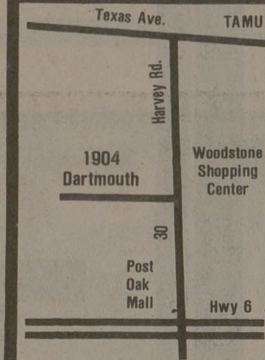 Texas Ave.
TAMU
Harvey Rd.
1904
Dartmouth
Woodstone
Shopping
Center
30
Post
Oak
Mall
Hwy 6